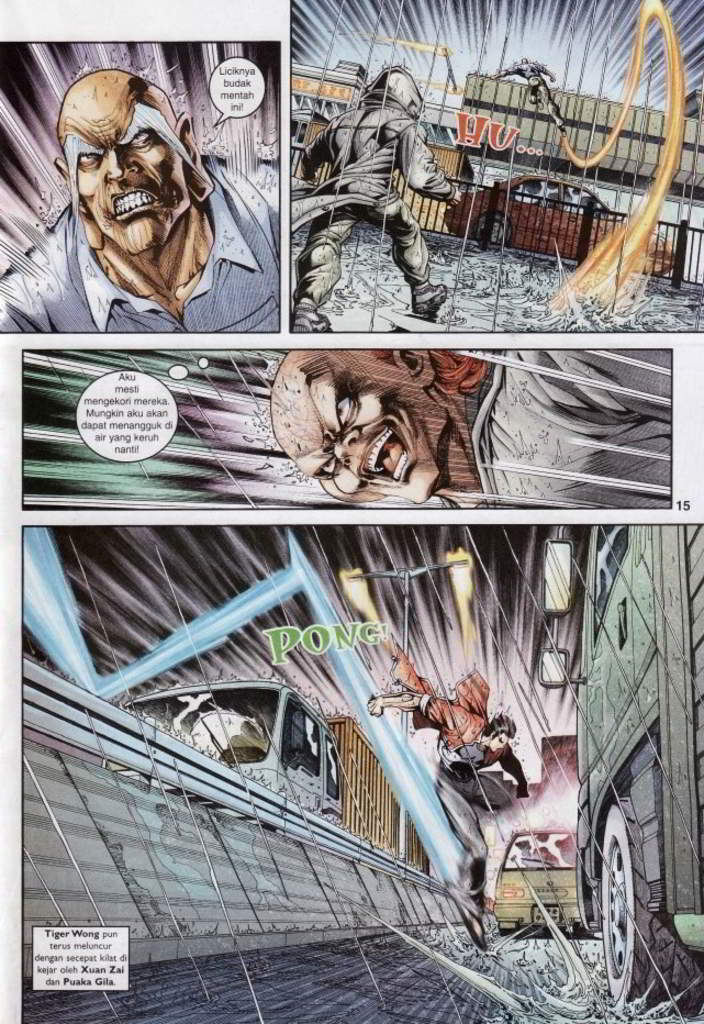 Liciknya
budak
mentah
ini!
HU...
Aku
mesti
mengekori mereka.
Mungkin aku akan
dapat menangguk di
air yang keruh
nanti!
15
PONG!
Tiger Wong pun
terus meluncur
dengan secepat kilat di
kejar oleh Xuan Zai
dan Puaka Gila.